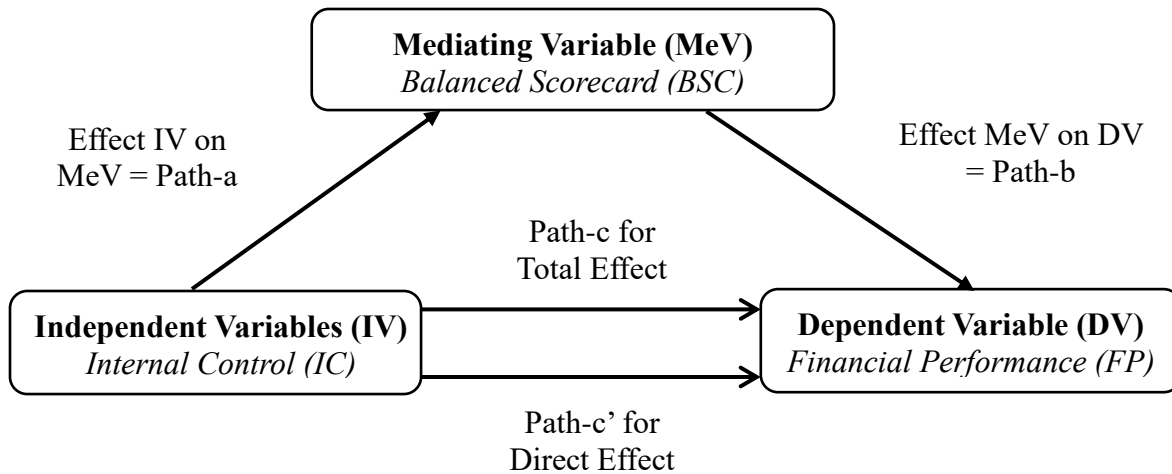 Mediating Variable (MeV)
Balanced Scorecard (BSC)
Effect IV on
MeV = Path-a
Effect MeV on DV
= Path-b
Path-c for
Total Effect
Independent Variables (IV)
Internal Control (IC)
Dependent Variable (DV)
Financial Performance (FP)
Path-c’ for
Direct Effect